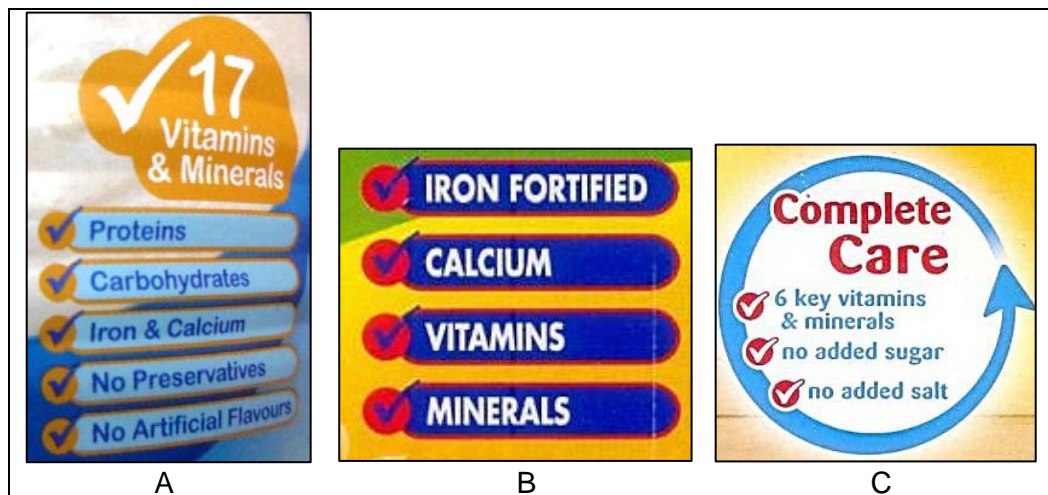 17
Vitamins
& Minerals
Proteins
Carbohydrates
Iron & Calcium
No Preservatives
No Artificial Flavours
A
IRON FORTIFIED
CALCIUM
VITAMINS
MINERALS
B
Complete
Care
6 key vitamins
& minerals
no added sugar
no added salt
C